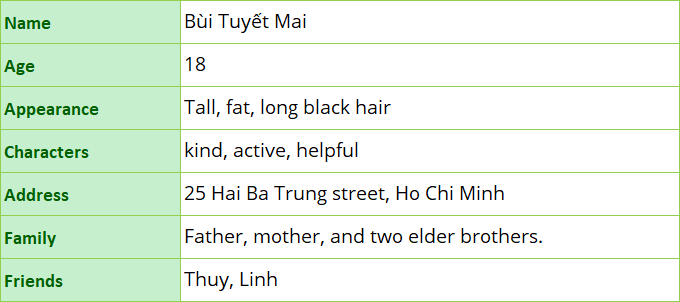 Name Bùi Tuyết Mai
Age 18
Appearance Tall, fat, long black hair
Characters kind, active, helpful
Address 25 Hai Ba Trung street, Ho Chi Minh
Family Father, mother, and two elder brothers.
Friends Thuy, Linh